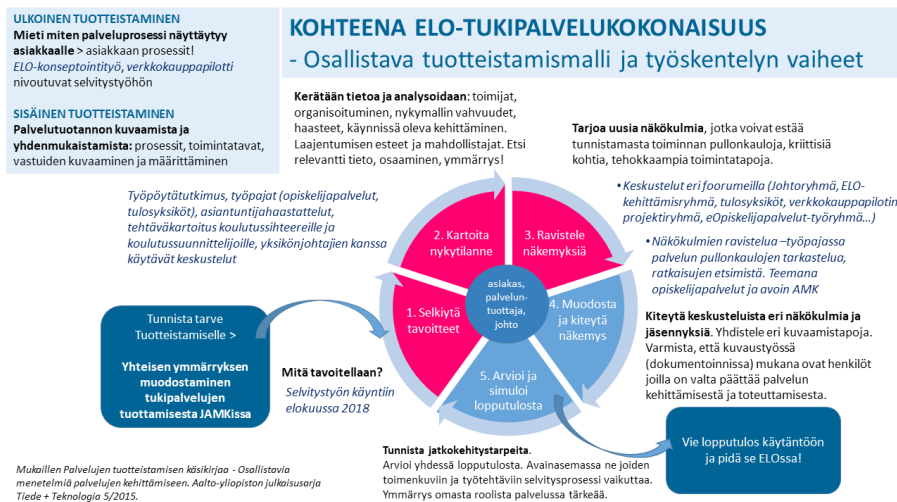 ULKOINEN TUOTTEISTAMINEN
Mieti miten palveluprosessi näyttäytyy
asiakkaalle > asiakkaan prosessit!
ELO-konseptointityö, verkkokauppapilotti
nivoutuvat selvitystyöhön
SISÄINEN TUOTTEISTAMINEN
Palvelutuotannon kuvaamista ja
yhdenmukaistamista: prosessit, toimintatavat,
vastuiden kuvaaminen ja määrittäminen
KOHTEENA ELO-TUKIPALVELUKOKONAISUUS
- Osallistava tuotteistamismalli ja työskentelyn vaiheet
Kerätään tietoa ja analysoidaan: toimijat,
organisoituminen, nykymallin vahvuudet,
haasteet, käynnissä oleva kehittäminen.
Laajentumisen esteet ja mahdollistajat. Etsi
relevantti tieto, osaaminen, ymmärrys!
Tarjoa uusia näkökulmia, jotka voivat estää
tunnistamasta toiminnan pullonkauloja, kriittisiä
kohtia, tehokkaampia toimintatapoja.
Työpöytätutkimus, työpajat (opiskelijapalvelut,
tulosyksiköt), asiantuntijahaastattelut,
tehtäväkartoitus koulutussihteereille ja
koulutussuunnittelijoille, yksikönjohtajien kanssa
käytävät keskustelut
•Keskustelut eri foorumeilla (Johtoryhmä, ELO-
kehittämisryhmä, tulosyksiköt, verkkokauppapilotin
projektiryhmä, eOpiskelijapalvelut-työryhmä...)
•Näkökulmien ravistelua –työpajassa
palvelun pullonkaulojen tarkastelua,
ratkaisujen etsimistä. Teemana
opiskelijapalvelut ja avoin AMK
2. Kartoita
nykytilanne
3. Ravistele
näkemyksiä
asiakas,
palvelun-
tuottaja,
johto
1. Selkiytä
tavoitteet
4. Muodosta
ja kiteytä
näkemys
5. Arvioi ja
simuloi
lopputulosta
Tunnista tarve
Tuotteistamiselle >
Yhteisen ymmärryksen
muodostaminen
tukipalvelujen
tuottamisesta JAMKissa
Mitä tavoitellaan?
Selvitystyön käyntiin
elokuussa 2018
Kiteytä keskusteluista eri näkökulmia ja
jäsennyksiä. Yhdistele eri kuvaamistapoja.
Varmista, että kuvaustyössä
(dokumentoinnissa) mukana ovat henkilöt
joilla on valta päättää palvelun
kehittämisestä ja toteuttamisesta.
Tunnista jatkokehitystarpeita.
Arvioi yhdessä lopputulosta. Avainasemassa ne joiden
toimenkuviin ja työtehtäviin selvitysprosessi vaikuttaa.
Ymmärrys omasta roolista palvelussa tärkeää.
Vie lopputulos käytäntöön
ja pidä se ELOssa!
Mukaillen Palvelujen tuotteistamisen käsikirjaa - Osallistavia
menetelmiä palvelujen kehittämiseen. Aalto-yliopiston julkaisusarja
Tiede + Teknologia 5/2015.